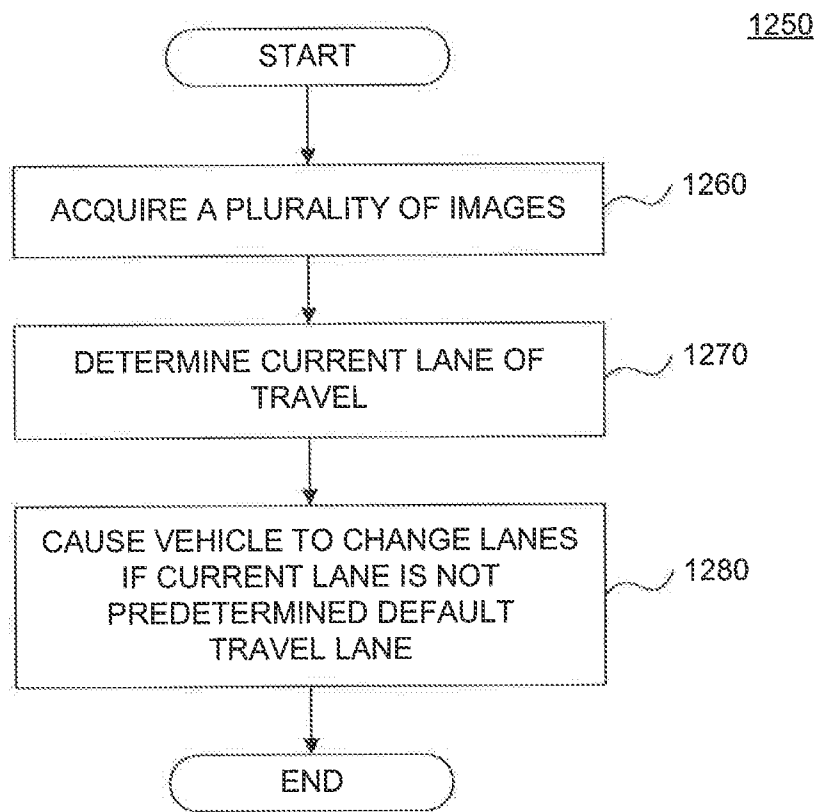 1250
START
ACQUIRE A PLURALITY OF IMAGES
1260
DETERMINE CURRENT LANE OF
TRAVEL
1270
CAUSE VEHICLE TO CHANGE LANES
IF CURRENT LANE IS NOT
PREDETERMINED DEFAULT
TRAVEL LANE
1280
END